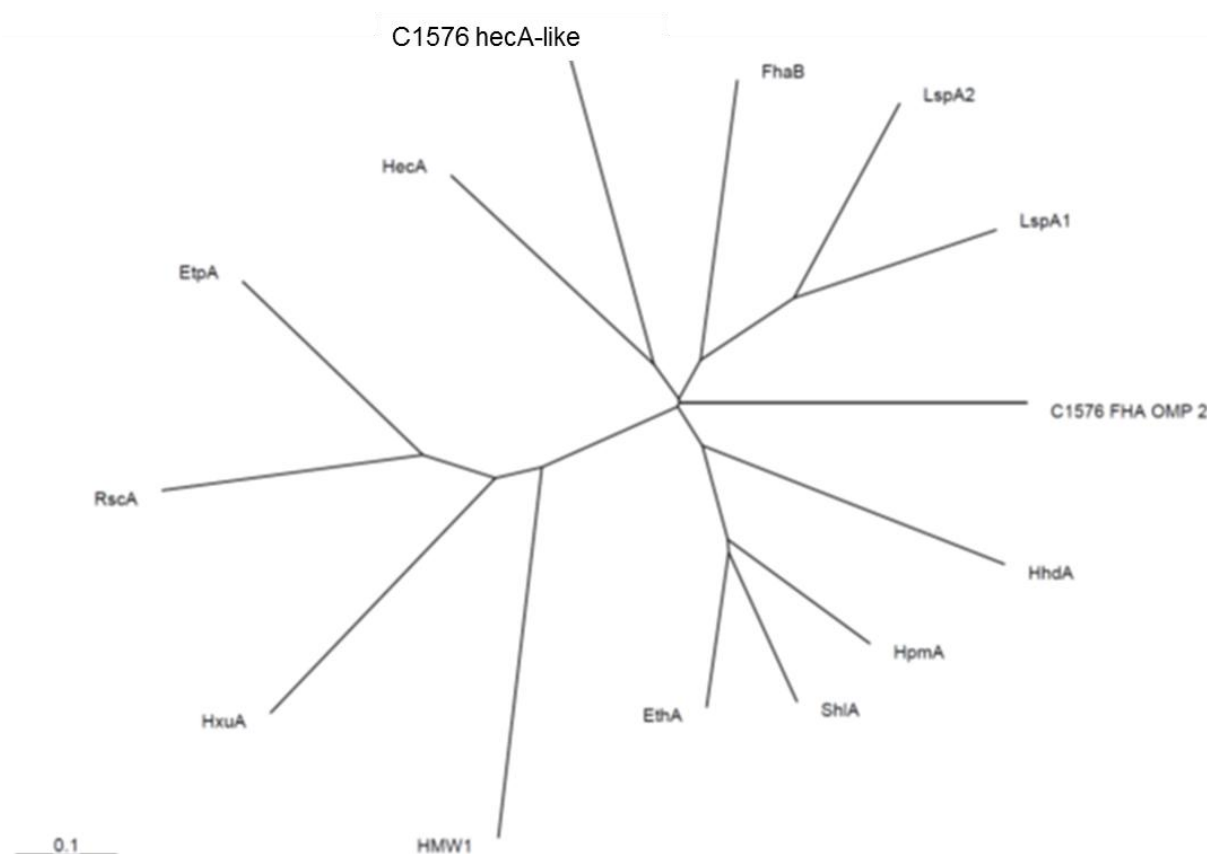 C1576 hecA-like
FhaB
LspA2
HecA
LspA1
EtpA
C1576 FHA OMP 2
RscA
HhdA
HpmA
EthA
ShlA
HxuA
0.1
HMW1